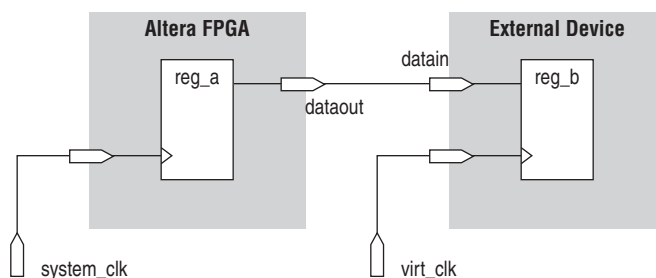 Altera FPGA
External Device
datain
reg_a
reg_b
dataout
system_clk
virt_clk